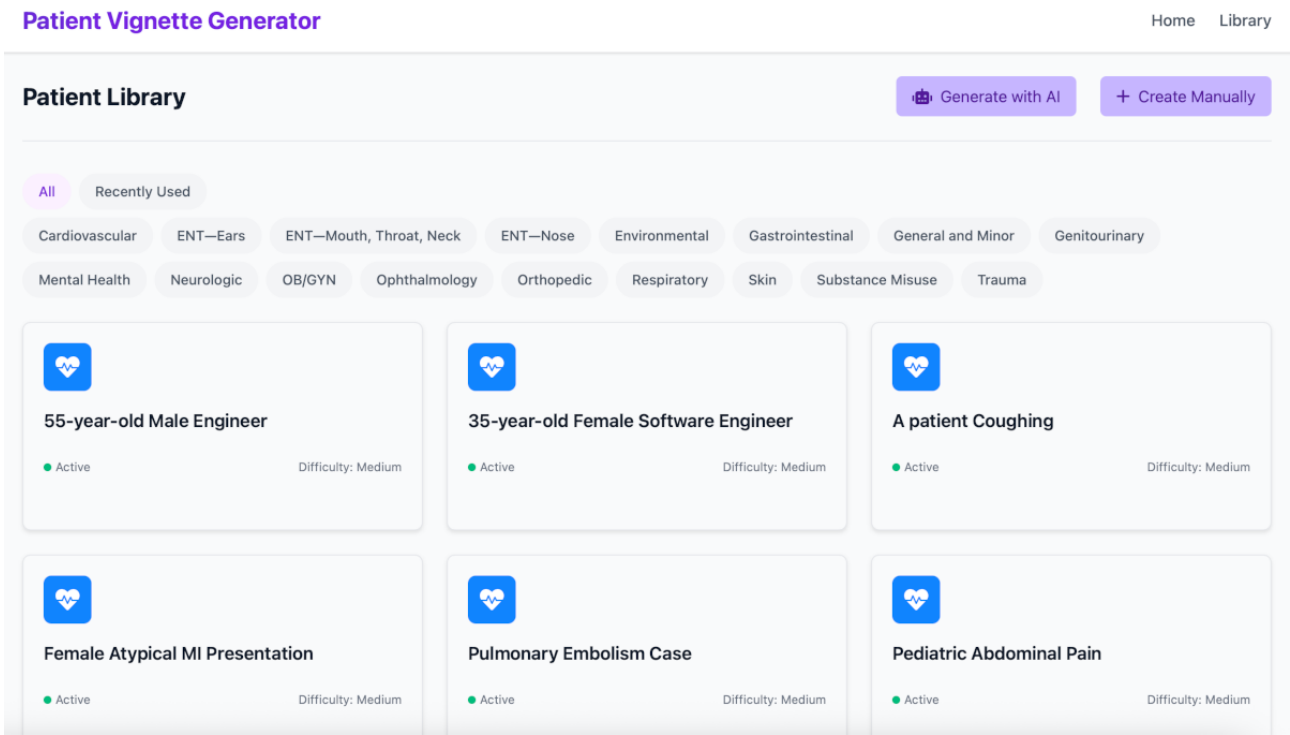 Patient Vignette Generator Home Library
Patient Library Generate with AI + Create Manually
All Recently Used
Cardiovascular ENT—Ears ENT—Mouth, Throat, Neck ENT—Nose Environmental Gastrointestinal General and Minor Genitourinary
Mental Health Neurologic OB/GYN Ophthalmology Orthopedic Respiratory Skin Substance Misuse Trauma
55-year-old Male Engineer
Active Difficulty: Medium
35-year-old Female Software Engineer
Active Difficulty: Medium
A patient Coughing
Active Difficulty: Medium
Female Atypical MI Presentation
Active Difficulty: Medium
Pulmonary Embolism Case
Active Difficulty: Medium
Pediatric Abdominal Pain
Active Difficulty: Medium